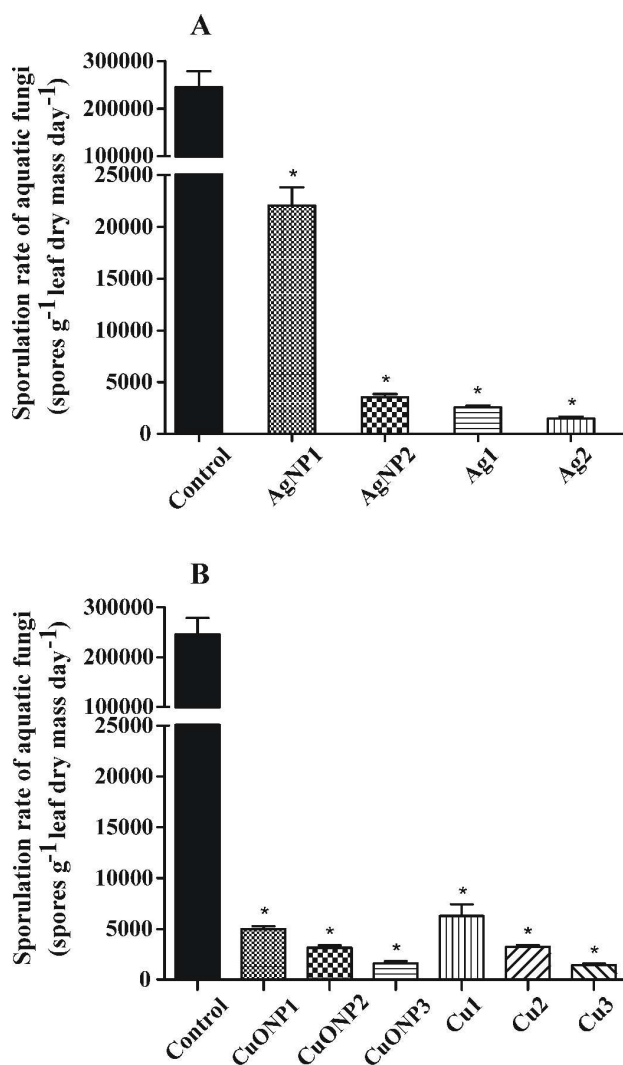 A
Sporulation rate of aquatic fungi
(spores g-1 leaf dry mass day-1)
300000
200000
100000
25000
20000
15000
10000
5000
0
*
*
*
*
Control
AgNP1
AgNP2
Ag1
Ag2
B
Sporulation rate of aquatic fungi
(spores g-1 leaf dry mass day-1)
300000
200000
100000
25000
20000
15000
10000
5000
0
*
*
*
*
*
*
Control
CuONP1
CuONP2
CuONP3
Cu1
Cu2
Cu3